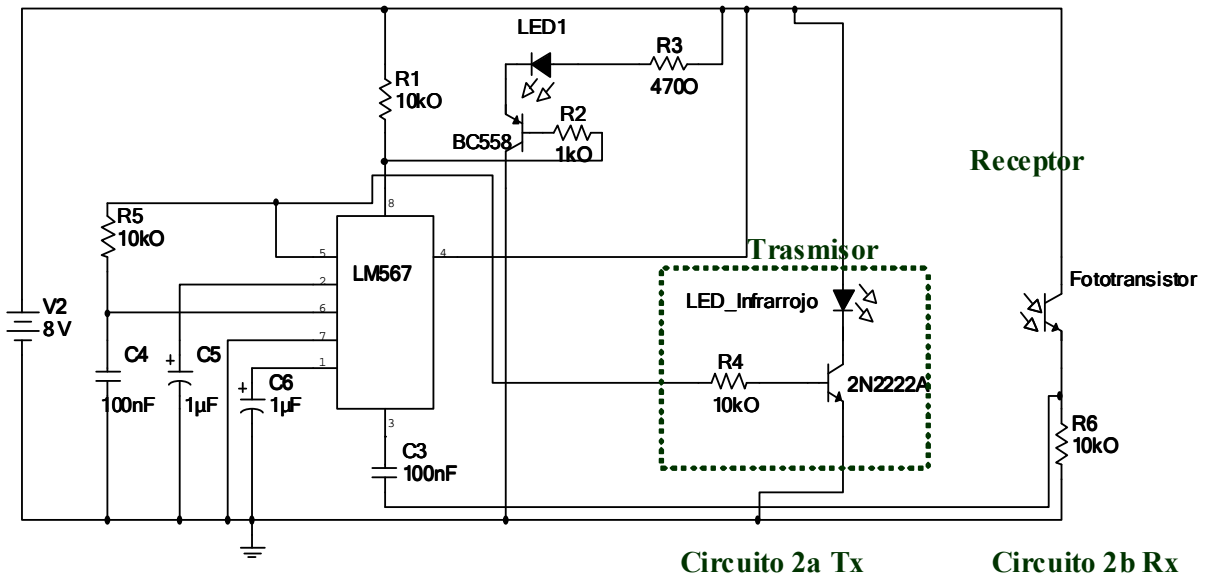 LED1
R3
470O
R1
10kO
R2
1kO
BC558
Receptor
8
R5
10kO
5
LM567
4
Trasmisor
2
LED_Infrarrojo
Fototransistor
V2
8 V
6
7
C4
100nF
C5
1µF
1
C6
1µF
R4
10kO
2N2222A
3
C3
100nF
R6
10kO
Circuito 2a Tx
Circuito 2b Rx